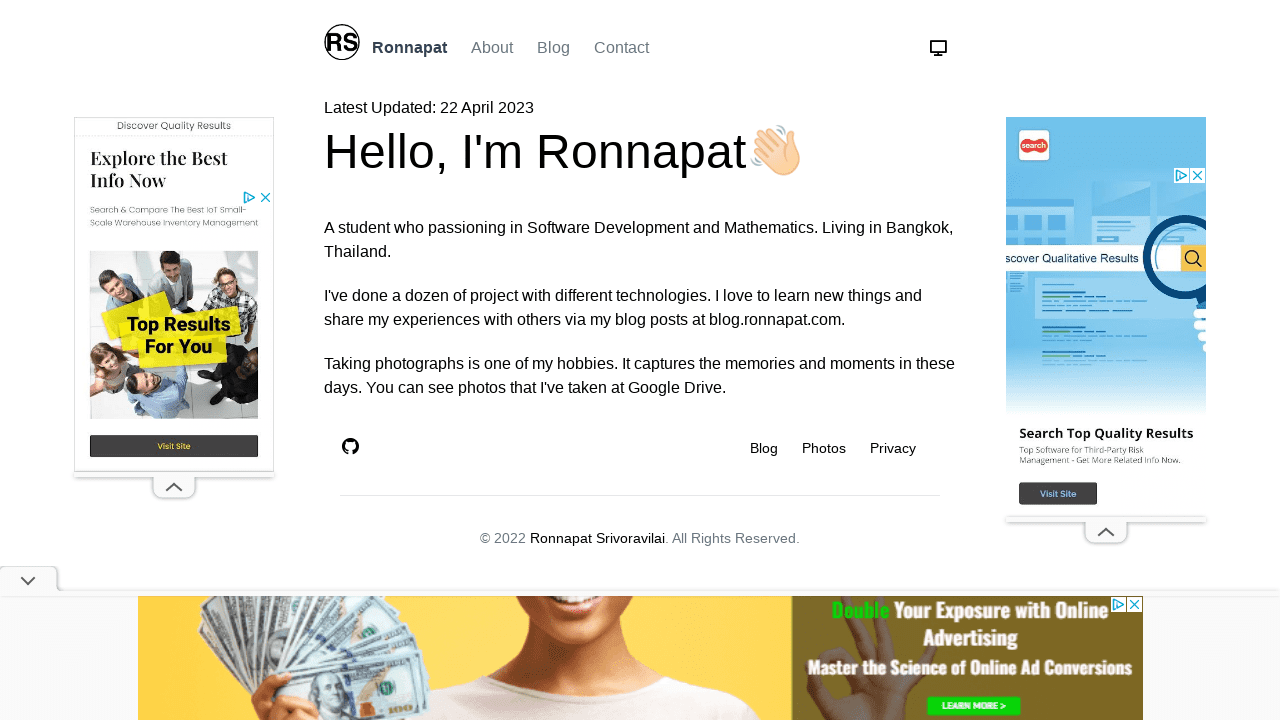 RS
Ronnapat
About
Blog
Contact
Latest Updated: 22 April 2023
Hello, I'm Ronnapat
A student who passioning in Software Development and Mathematics. Living in Bangkok,
Thailand.
I've done a dozen of project with different technologies. I love to learn new things and
share my experiences with others via my blog posts at blog.ronnapat.com.
Taking photographs is one of my hobbies. It captures the memories and moments in these
days. You can see photos that I've taken at Google Drive.
Blog
Photos
Privacy
© 2022 Ronnapat Srivoravilai. All Rights Reserved.
Discover Quality Results
Explore the Best
Info Now
Search & Compare The Best IoT Small-
Scale Warehouse Inventory Management
Top Results
For You
Visit Site
search
scover Qualitative Results
Search Top Quality Results
Top Software for Third-Party Risk
Management - Get More Related Info Now.
Visit Site
Double Your Exposure with Online
Advertising
Master the Science of Online Ad Conversions
LEARN MORE >